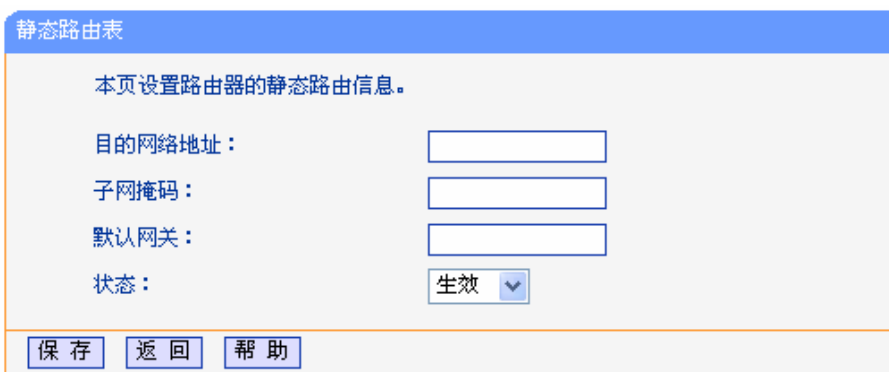 静态路由表
本页设置路由器的静态路由信息。
目的网络地址：
子网掩码：
默认网关：
状态： 生效
保 存 返 回 帮 助